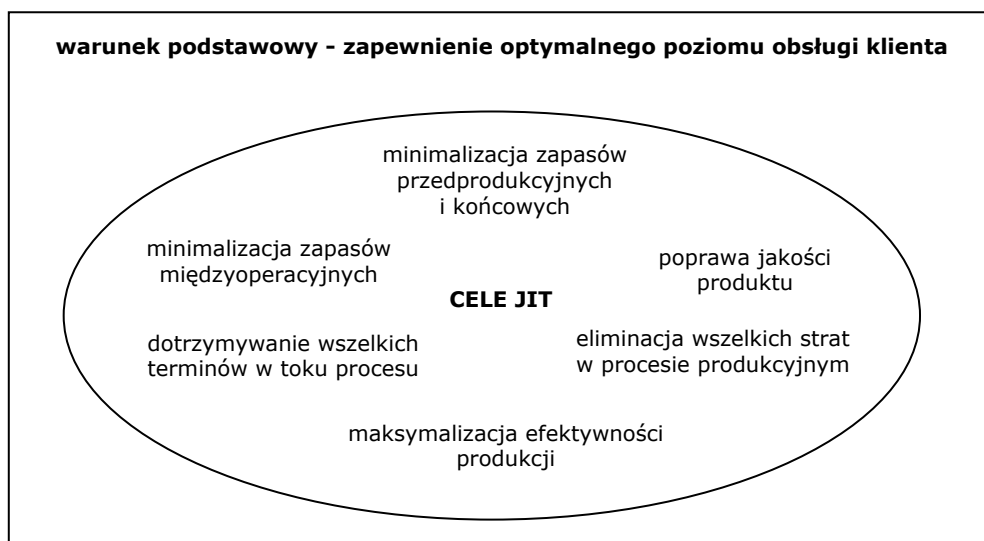 warunek podstawowy - zapewnienie optymalnego poziomu obsługi klienta
minimalizacja zapasów
przedprodukcyjnych
i końcowych
minimalizacja zapasów
międzyoperacyjnych
poprawa jakości
produktu
CELE JIT
dotrzymywanie wszelkich
terminów w toku procesu
eliminacja wszelkich strat
w procesie produkcyjnym
maksymalizacja efektywności
produkcji